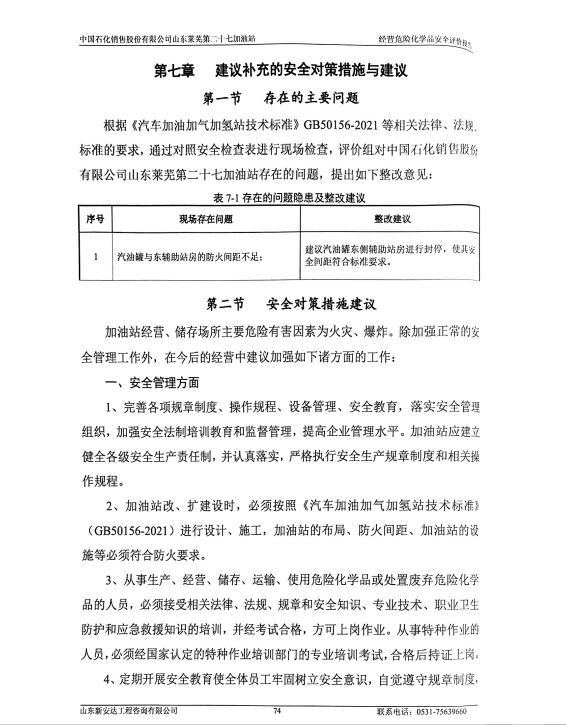 中国石化销售股份有限公司山东莱芜第二十七加油站 经营危险化学品安全评价报告
第七章 建议补充的安全对策措施与建议
第一节 存在的主要问题
根据《汽车加油加气加氢站技术标准》GB50156-2021 等相关法律、法规、
标准的要求，通过对照安全检查表进行现场检查，评价组对中国石化销售股份
有限公司山东莱芜第二十七加油站存在的问题，提出如下整改意见：
表 7-1 存在的问题隐患及整改建议
序号 现场存在问题 整改建议
1 汽油罐与东辅助站房的防火间距不足； 建议汽油罐东侧辅助站房进行封停，使其安
全间距符合标准要求。
第二节 安全对策措施建议
加油站经营、储存场所主要危险有害因素为火灾、爆炸。除加强正常的安
全管理工作外，在今后的经营中建议加强如下诸方面的工作：
一、安全管理方面
1、完善各项规章制度、操作规程、设备管理、安全教育，落实安全管理
组织，加强安全法制培训教育和监督管理，提高企业管理水平。加油站应建立
健全各级安全生产责任制，并认真落实，严格执行安全生产规章制度和相关操
作规程。
2、加油站改、扩建设时，必须按照《汽车加油加气加氢站技术标准》
（GB50156-2021）进行设计、施工，加油站的布局、防火间距、加油站的设
施等必须符合防火要求。
3、从事生产、经营、储存、运输、使用危险化学品或处置废弃危险化学
品的人员，必须接受相关法律、法规、规章和安全知识、专业技术、职业卫生
防护和应急救援知识的培训，并经考试合格，方可上岗作业。从事特种作业的
人员，必须经国家认定的特种作业培训部门的专业培训考试，合格后持证上岗。
4、定期开展安全教育使全体员工牢固树立安全意识，自觉遵守规章制度，
山东新安达工程咨询有限公司 74 联系电话：0531-75639660